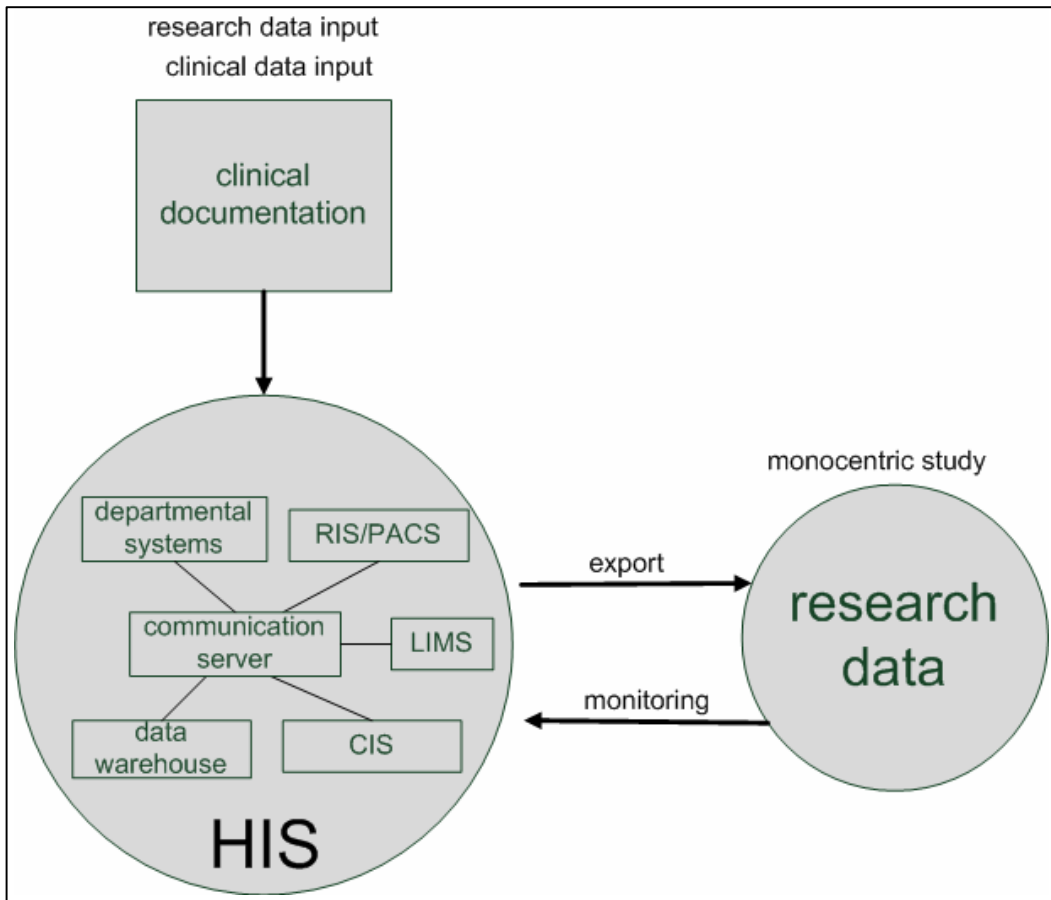 research data input
clinical data input
clinical
documentation
monocentric study
departmental
systems
RIS/PACS
export
research
data
communication
server
LIMS
monitoring
data
warehouse
CIS
HIS